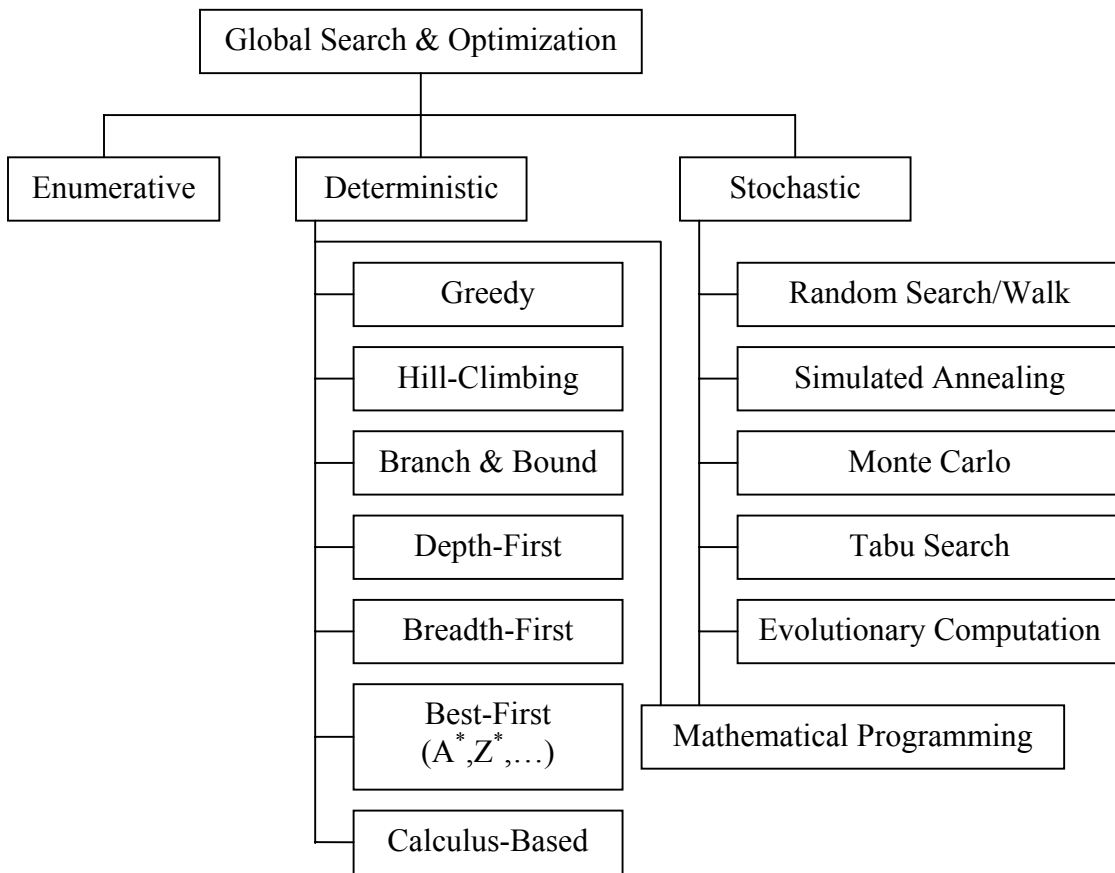 Global Search & Optimization
Enumerative
Deterministic
Stochastic
Greedy
Hill-Climbing
Branch & Bound
Depth-First
Breadth-First
Best-First
(A*,Z*,…)
Calculus-Based
Random Search/Walk
Simulated Annealing
Monte Carlo
Tabu Search
Evolutionary Computation
Mathematical Programming